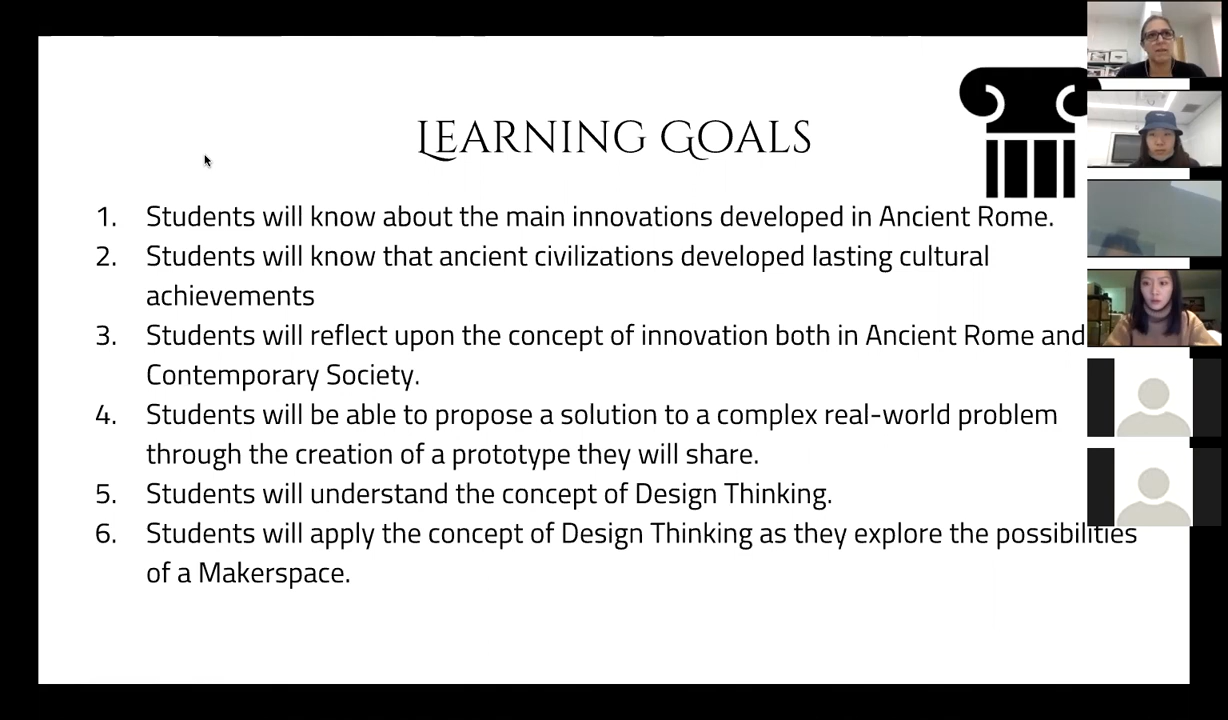 Learning Goals
1. Students will know about the main innovations developed in Ancient Rome.
2. Students will know that ancient civilizations developed lasting cultural
achievements
3. Students will reflect upon the concept of innovation both in Ancient Rome and
Contemporary Society.
4. Students will be able to propose a solution to a complex real-world problem
through the creation of a prototype they will share.
5. Students will understand the concept of Design Thinking.
6. Students will apply the concept of Design Thinking as they explore the possibilities
of a Makerspace.